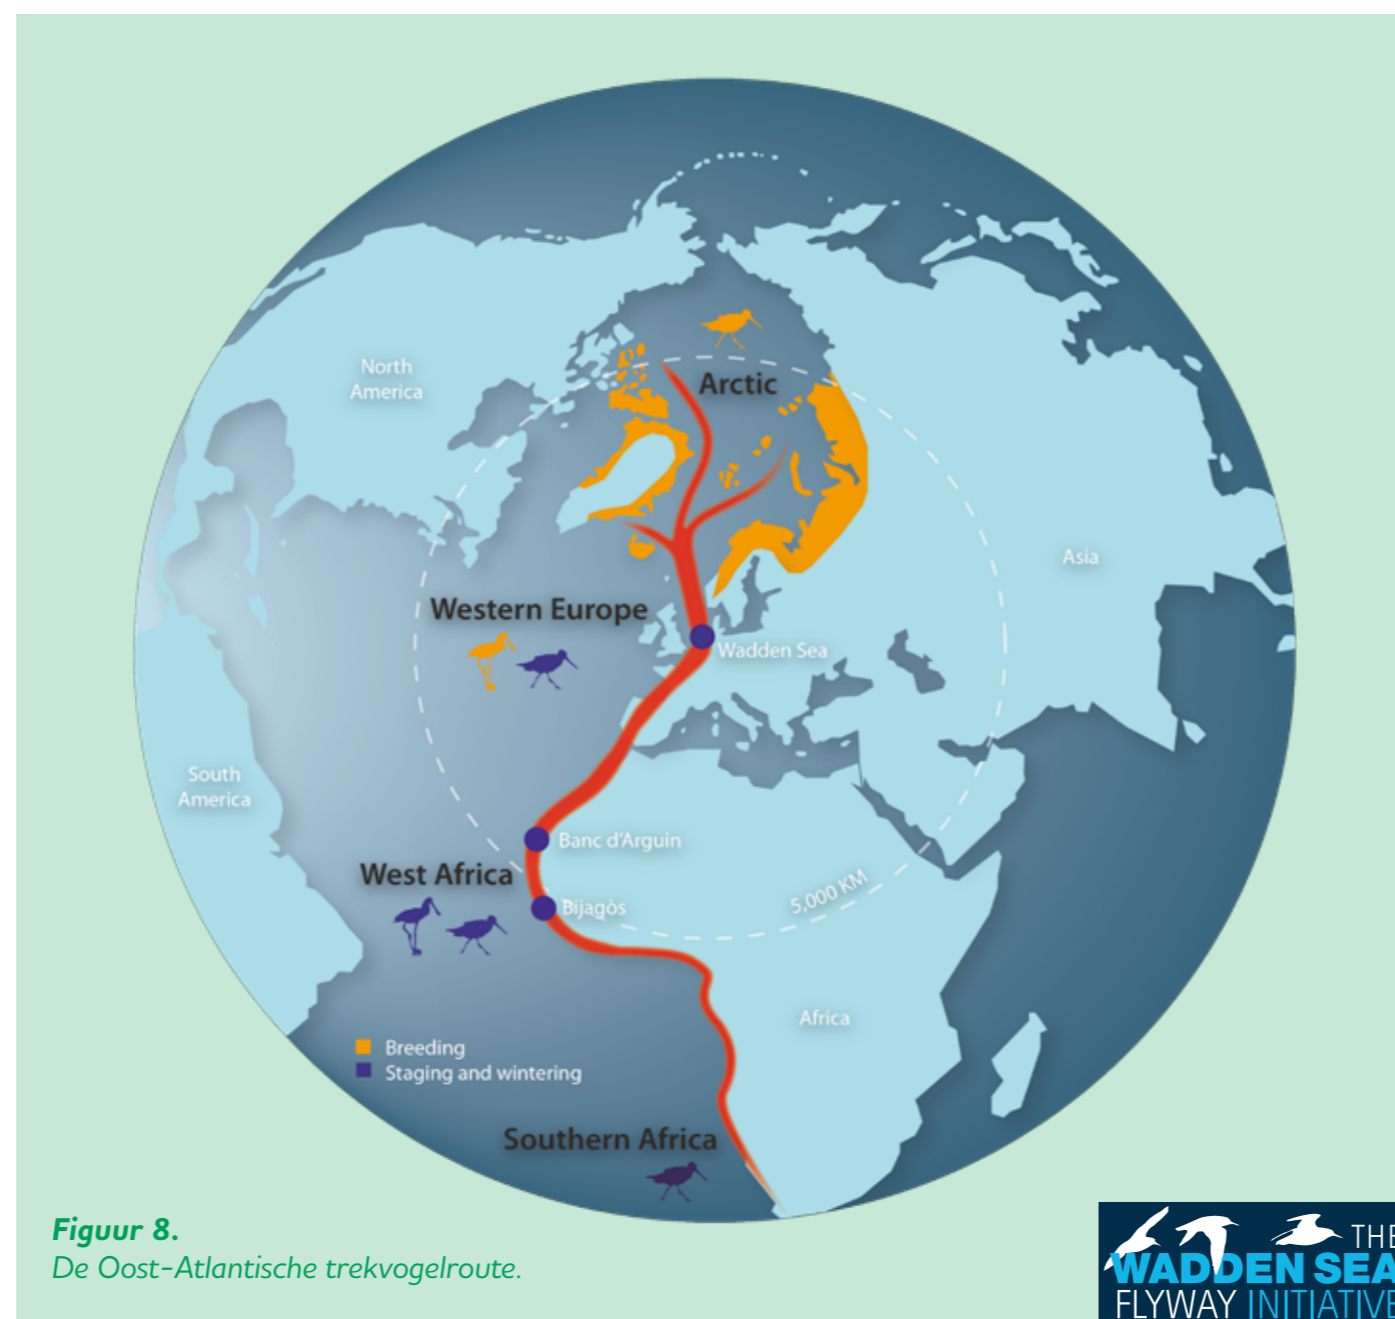 North
America
Arctic
Asia
Western Europe
Wadden Sea
South
America
Banc d'Arguin
West Africa
Bijagòs
5,000 KM
Africa
Breeding
Staging and wintering
Southern Africa
Figuur 8.
De Oost-Atlantische trekvogelroute.
THE
WADDEN SEA
FLYWAY INITIATIVE